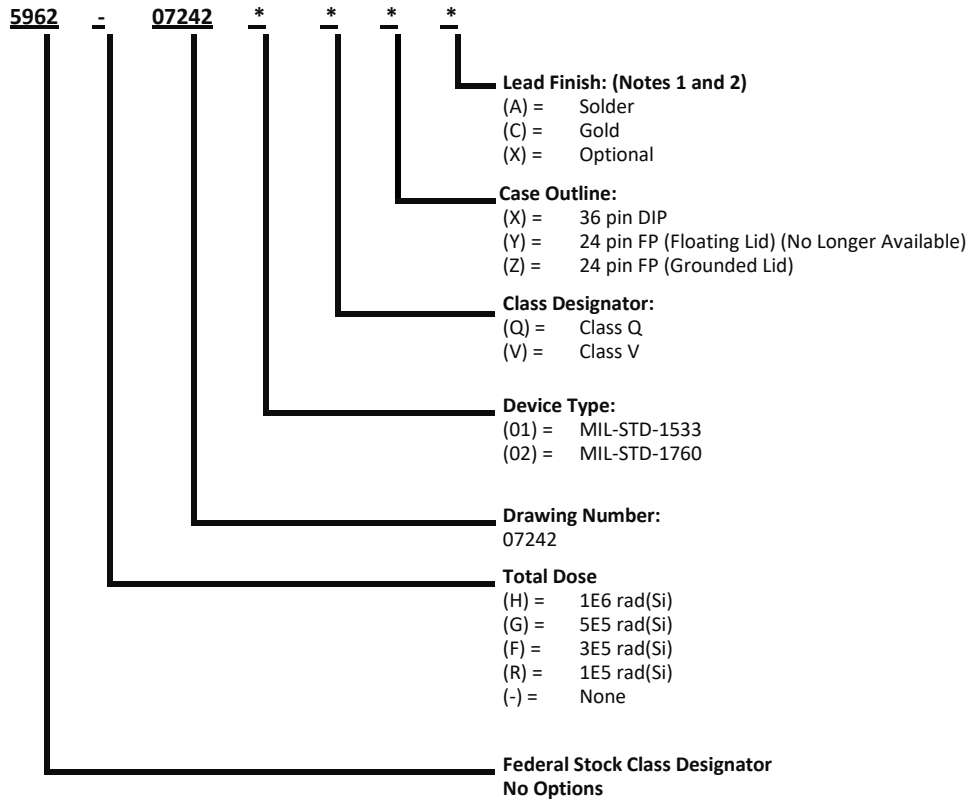 5962 - 07242 * * * *
Lead Finish: (Notes 1 and 2)
(A) = Solder
(C) = Gold
(X) = Optional
Case Outline:
(X) = 36 pin DIP
(Y) = 24 pin FP (Floating Lid) (No Longer Available)
(Z) = 24 pin FP (Grounded Lid)
Class Designator:
(Q) = Class Q
(V) = Class V
Device Type:
(01) = MIL-STD-1533
(02) = MIL-STD-1760
Drawing Number:
07242
Total Dose
(H) = 1E6 rad(Si)
(G) = 5E5 rad(Si)
(F) = 3E5 rad(Si)
(R) = 1E5 rad(Si)
(-) = None
Federal Stock Class Designator
No Options